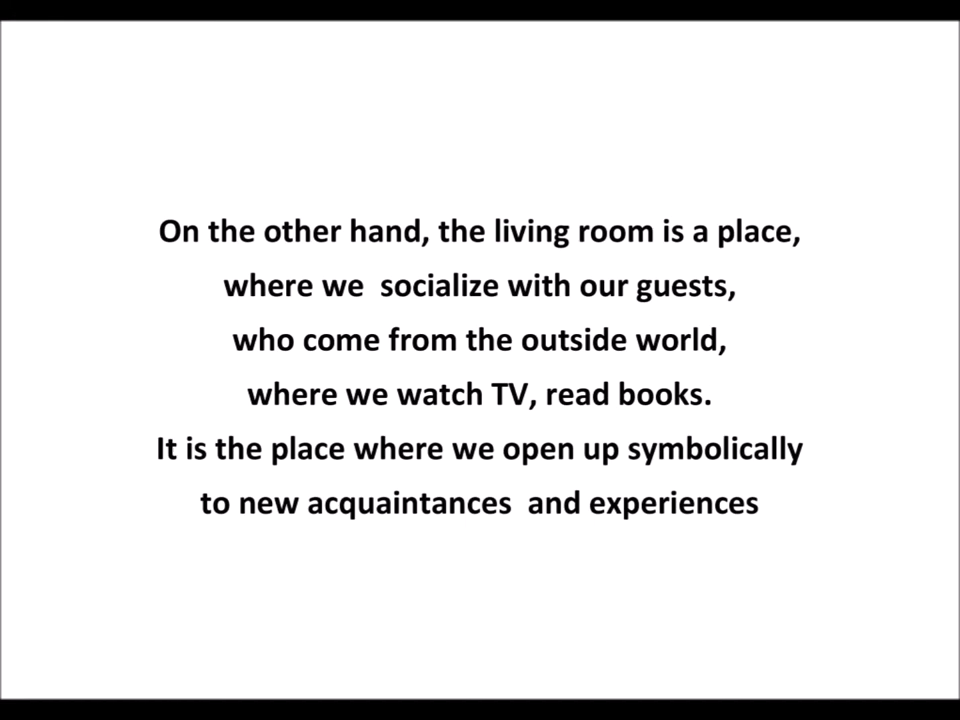 On the other hand, the living room is a place,
where we  socialize with our guests,
who come from the outside world,
where we watch TV, read books.
It is the place where we open up symbolically
to new acquaintances  and experiences